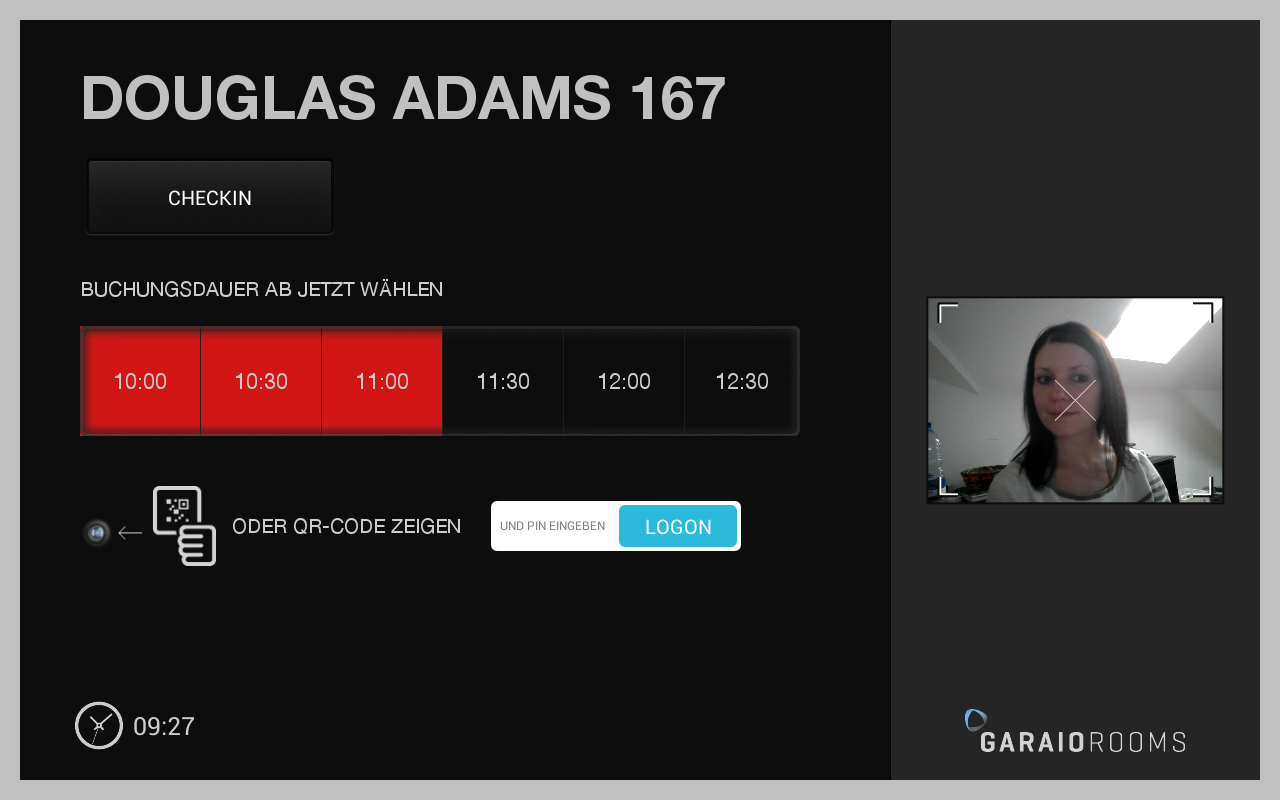 DOUGLAS ADAMS 167
CHECKIN
BUCHUNGSDAUER AB JETZT WÄHLEN
10:00 10:30 11:00 11:30 12:00 12:30
ODER QR-CODE ZEIGEN UND PIN EINGEBEN LOGON
09:27
GARAIOROOMS